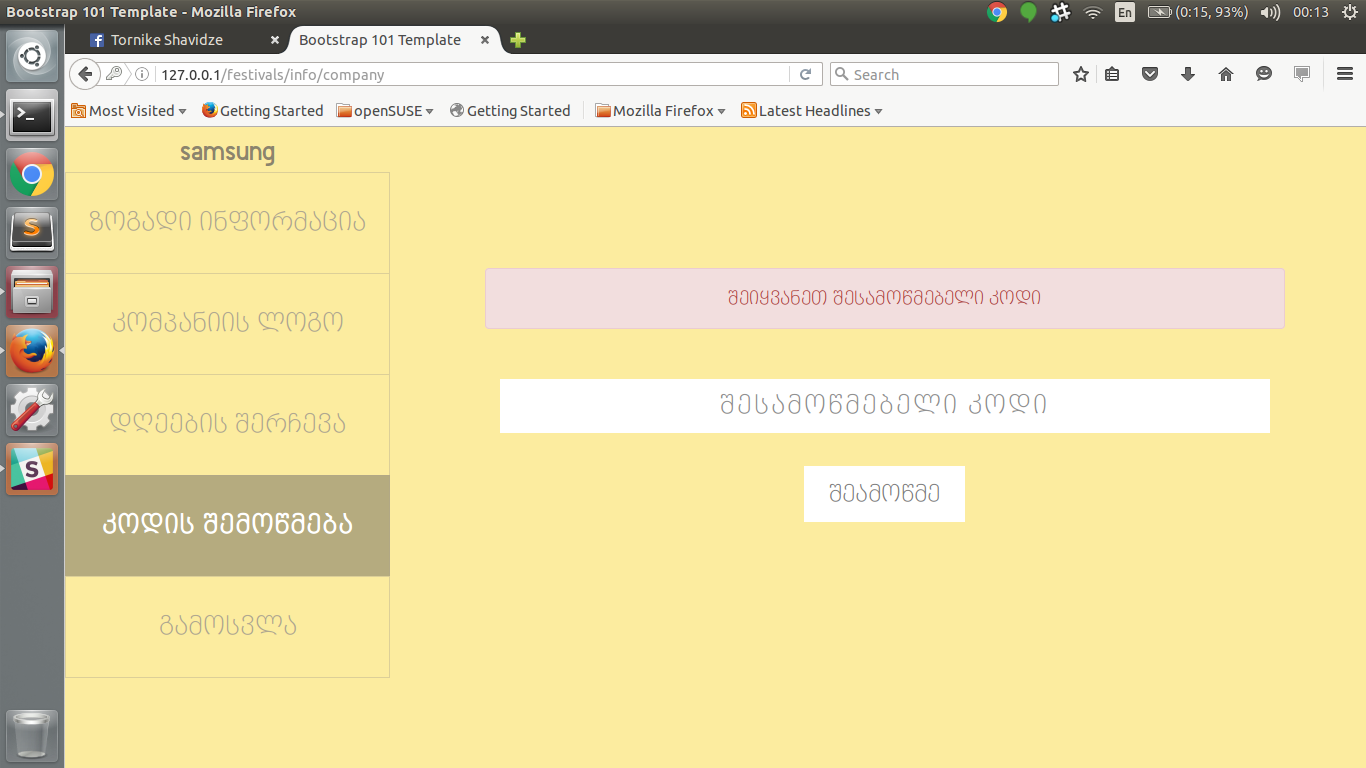 Bootstrap 101 Template - Mozilla Firefox
En (0:15, 93%) 00:13
Tornike Shavidze
Bootstrap 101 Template
127.0.0.1/festivals/info/company
Search
Most Visited
Getting Started
openSUSE
Getting Started
Mozilla Firefox
Latest Headlines
samsung
ზოგადი ინფორმაცია
კომპანიის ლოგო
დღეების შერჩევა
კოდის შემოწმება
გამოსვლა
შეიყვანეთ შესამოწმებელი კოდი
შესამოწმებელი კოდი
შეამოწმე